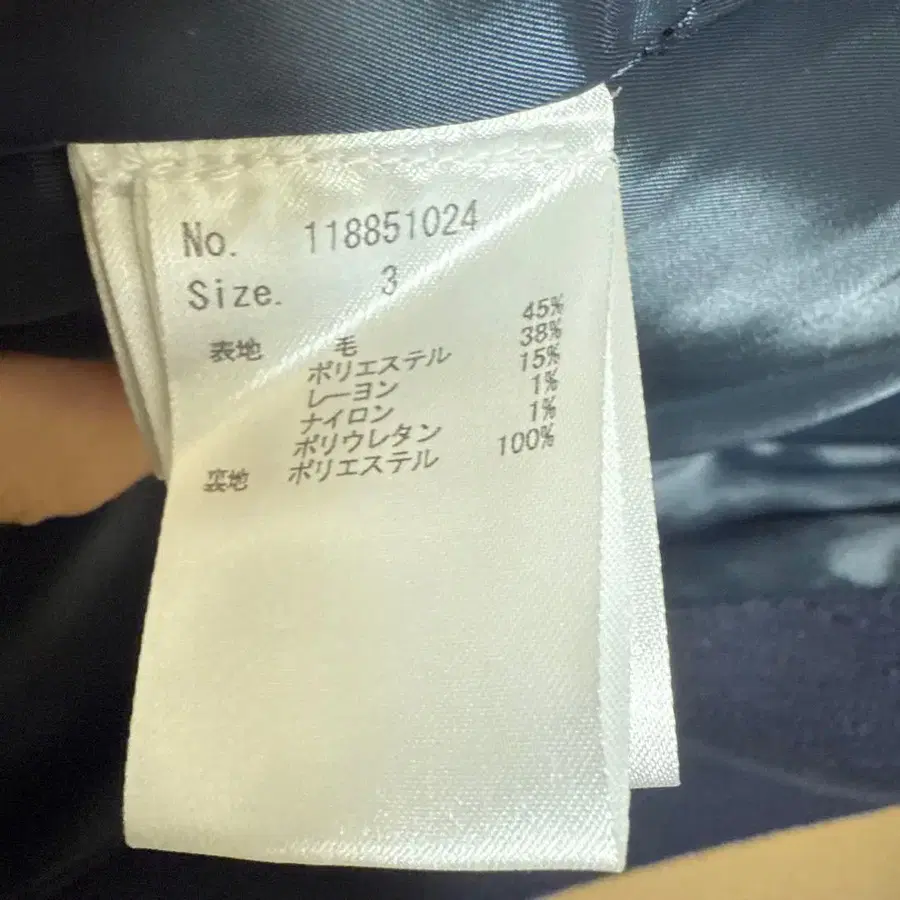 No. 118851024
Size. 3
表地 毛 45%
ポリエステル 38%
レーヨン 15%
ナイロン 1%
ポリウレタン 1%
裏地 ポリエステル 100%